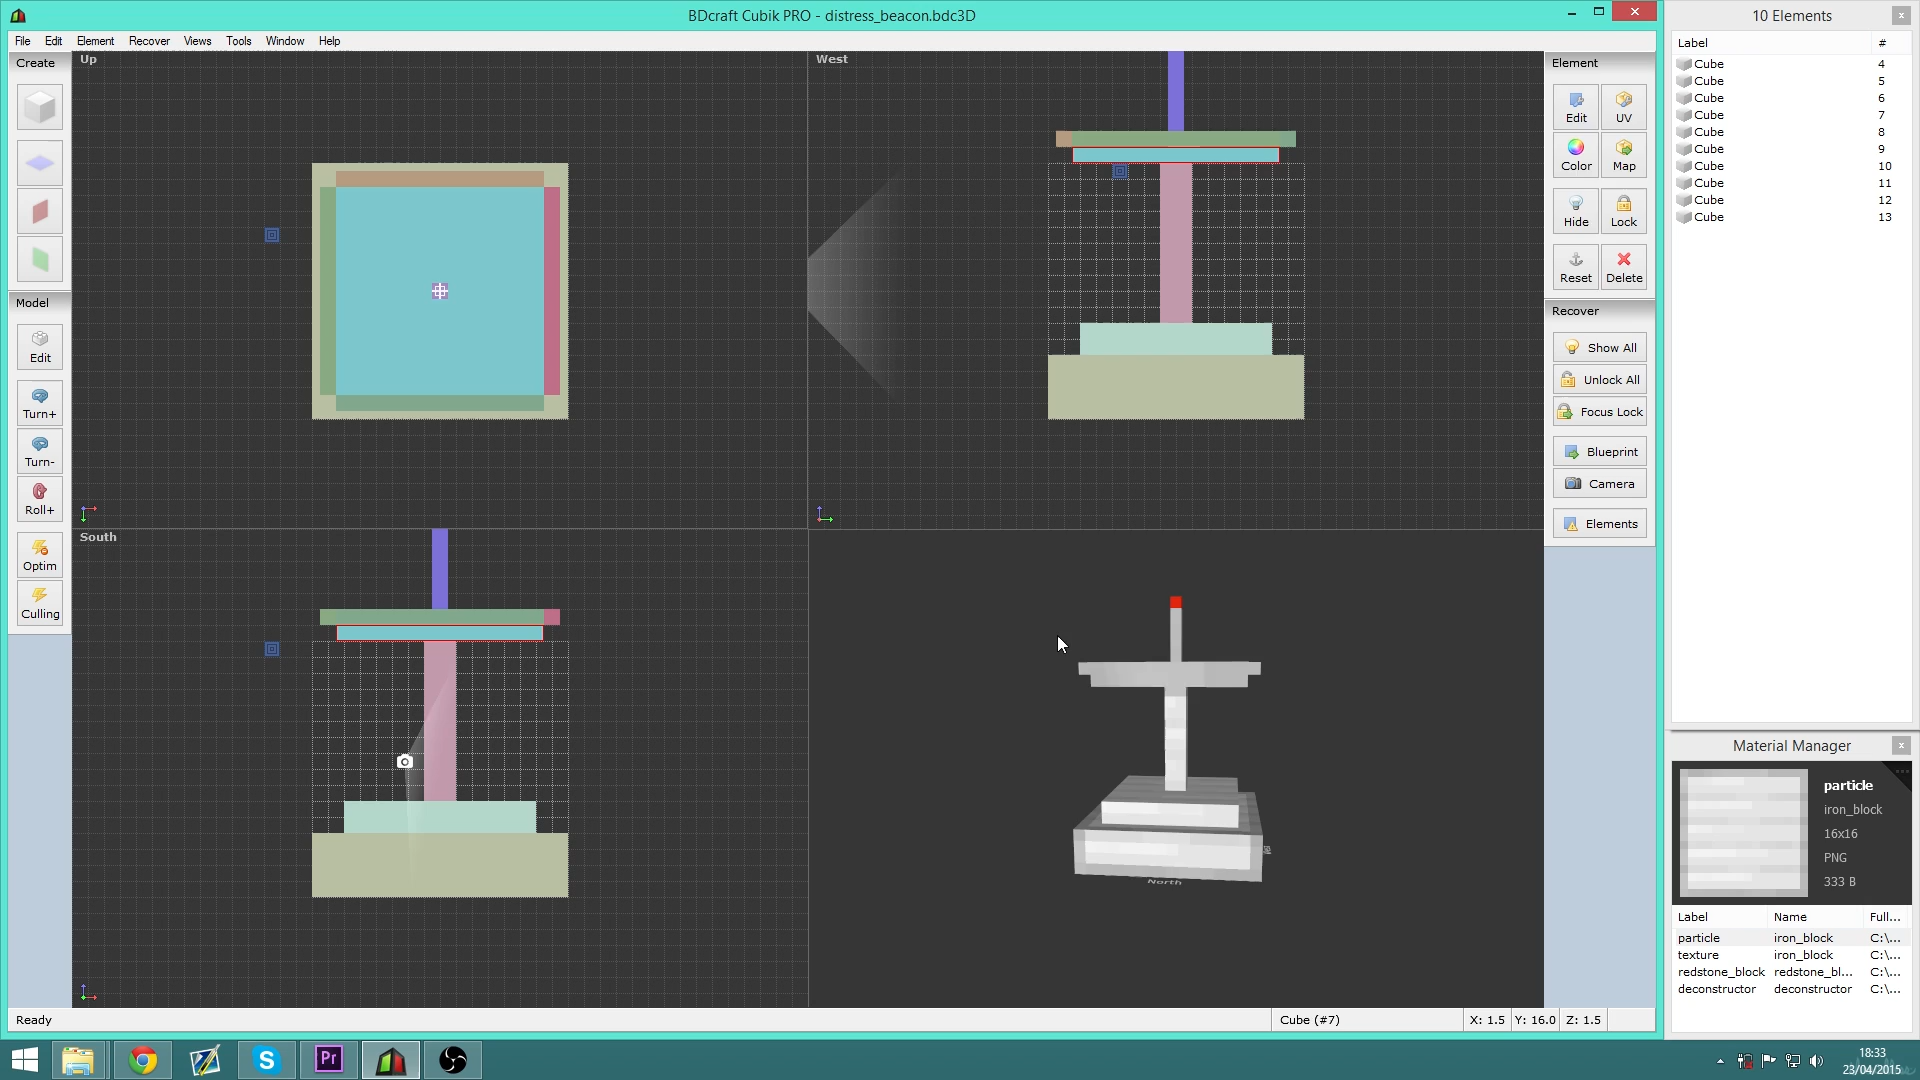 BDcraft Cubik PRO - distress_beacon.bdc3D
File Edit Element Recover Views Tools Window Help
Create
Model
Edit
Turn+
Turn-
Roll+
Optim
Culling
Up
West
South
North
Element
Edit UV
Color Map
Hide Lock
Reset Delete
Recover
Show All
Unlock All
Focus Lock
Blueprint
Camera
Elements
10 Elements
Label #
Cube 4
Cube 5
Cube 6
Cube 7
Cube 8
Cube 9
Cube 10
Cube 11
Cube 12
Cube 13
Material Manager
particle
iron_block
16x16
PNG
333 B
Label Name Full...
particle iron_block C:\...
texture iron_block C:\...
redstone_block redstone_bl... C:\...
deconstructor deconstructor C:\...
Ready
Cube (#7) X: 1.5 Y: 16.0 Z: 1.5
S
Pr
18:33
23/04/2015